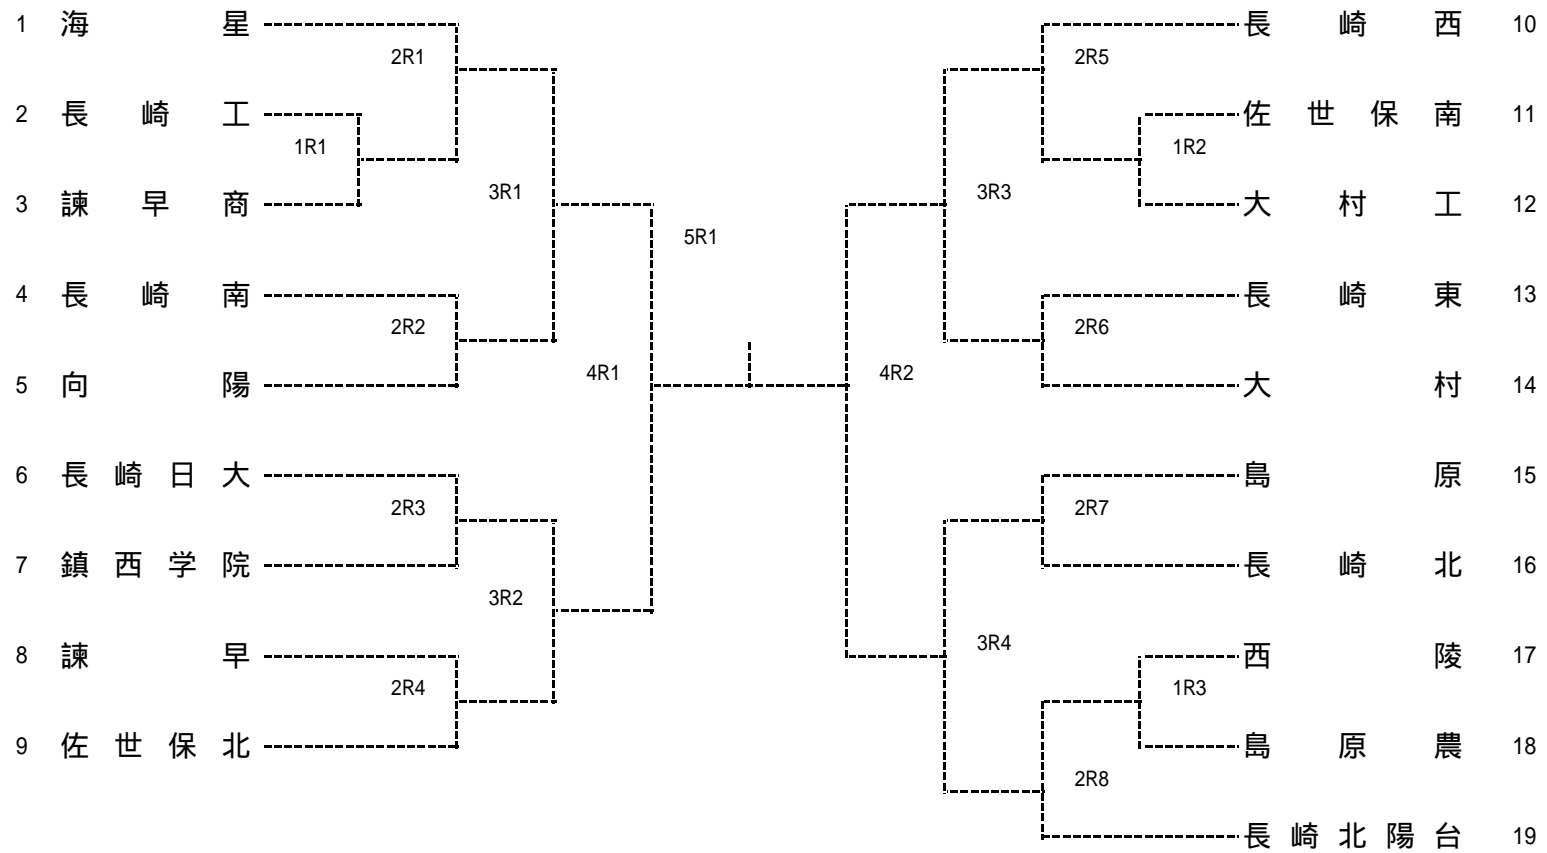 1 海星
2R1
2 長崎工
1R1
3 諫早商
3R1
4 長崎南
2R2
5 向陽
4R1
6 長崎日大
2R3
7 鎮西学院
3R2
8 諫早
2R4
9 佐世保北
5R1
長崎西 10
2R5
佐世保南 11
1R2
大村工 12
3R3
長崎東 13
2R6
大村 14
4R2
島原 15
2R7
長崎北 16
3R4
西陵 17
1R3
島原農 18
2R8
長崎北陽台 19